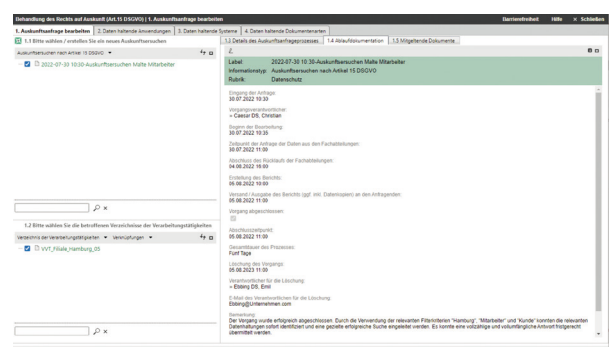 Behandlung des Rechts auf Auskunft (Art.15 DSGVO) | 1. Auskunftsanfrage bearbeiten
Barrierefreiheit Hilfe × Schließen
1. Auskunftsanfrage bearbeiten 2. Daten haltende Anwendungen 3. Daten haltende Systeme 4. Daten haltende Dokumentenarten
1.1 Bitte wählen / erstellen Sie ein neues Auskunftsersuchen
Auskunftsersuchen nach Artikel 15 DSGVO
2022-07-30 10:30-Auskunftsersuchen Malte Mitarbeiter
1.2 Bitte wählen Sie die betroffenen Verzeichnisse der Verarbeitungstätigkeiten
Verzeichnis der Verarbeitungstätigkeiten Verknüpfungen
VVT_Filiale_Hamburg_05
1.3 Details des Auskunftsanfrageprozesses 1.4 Ablaufdokumentation 1.5 Mitgeltende Dokumente
Label: 2022-07-30 10:30-Auskunftsersuchen Malte Mitarbeiter
Informationstyp: Auskunftsersuchen nach Artikel 15 DSGVO
Rubrik: Datenschutz
Eingang der Anfrage:
30.07.2022 10:30
Vorgangsverantwortlicher:
Caesar DS, Christian
Beginn der Bearbeitung:
30.07.2022 10:35
Zeitpunkt der Anfrage der Daten aus den Fachabteilungen:
30.07.2022 11:00
Abschluss des Rücklaufs der Fachabteilungen:
04.08.2022 16:00
Erstellung des Berichts:
05.08.2022 10:00
Versand / Ausgabe des Berichts (ggf. inkl. Datenkopien) an den Anfragenden:
05.08.2022 11:00
Vorgang abgeschlossen:
Abschlusszeitpunkt:
05.08.2022 11:00
Gesamtdauer des Prozesses:
Fünf Tage
Löschung des Vorgangs:
05.08.2023 11:00
Verantwortlicher für die Löschung:
Ebbing DS, Emil
E-Mail des Verantwortlichen für die Löschung:
Ebbing@Unternehmen.com
Bemerkung:
Der Vorgang wurde erfolgreich abgeschlossen. Durch die Verwendung der relevanten Filterkriterien "Hamburg", "Mitarbeiter" und "Kunde" konnten die relevanten
Datenhaltungen sofort identifiziert und eine gezielte erfolgreiche Suche eingeleitet werden. Es konnte eine vollzählige und vollumfängliche Antwort fristgerecht
übermittelt werden.